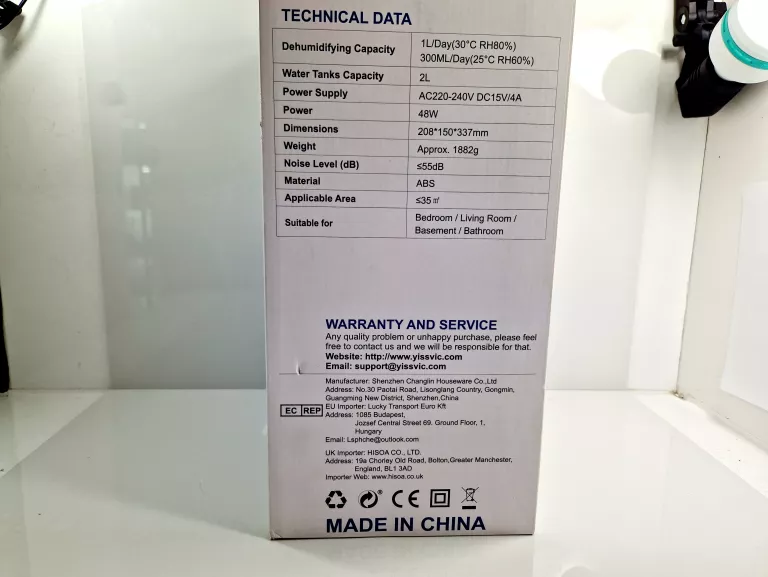 TECHNICAL DATA
Dehumidifying Capacity 1L/Day(30°C RH80%)
300ML/Day(25°C RH60%)
Water Tanks Capacity 2L
Power Supply AC220-240V DC15V/4A
Power 48W
Dimensions 208*150*337mm
Weight Approx. 1882g
Noise Level (dB) ≤55dB
Material ABS
Applicable Area ≤35㎡
Suitable for Bedroom / Living Room /
Basement / Bathroom
WARRANTY AND SERVICE
Any quality problem or unhappy purchase, please feel
free to contact us and we will be responsible for that.
Website: http://www.yissvic.com
Email: support@yissvic.com
Manufacturer: Shenzhen Changlin Houseware Co.,Ltd
Address: No.30 Paotai Road, Lisonglang Country, Gongmin,
Guangming New District, Shenzhen,China
EC REP EU Importer: Lucky Transport Euro Kft
Address: 1085 Budapest,
Jozsef Central Street 69. Ground Floor, 1,
Hungary
Email: Lsphche@outlook.com
UK Importer: HISOA CO., LTD.
Address: 19a Chorley Old Road, Bolton,Greater Manchester,
England, BL1 3AD
Importer Web: www.hisoa.co.uk
CE
MADE IN CHINA